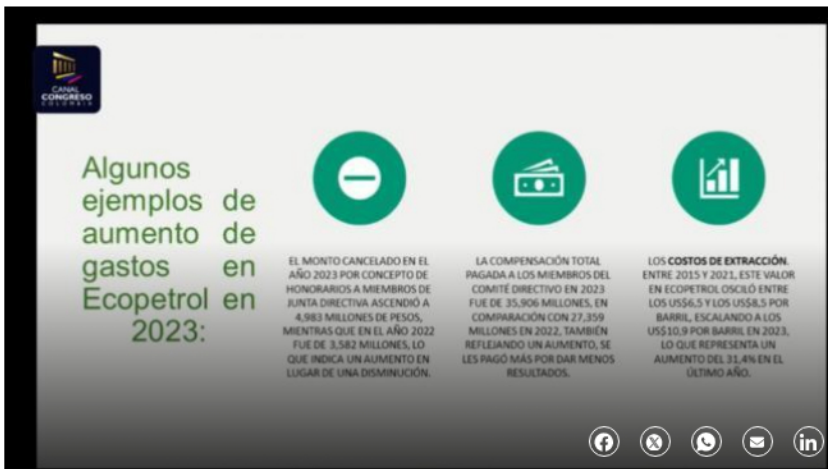 CANAL
CONGRESO
COLOMBIA
Algunos
ejemplos de
aumento de
gastos en
Ecopetrol en
2023:
EL MONTO CANCELADO EN EL
AÑO 2023 POR CONCEPTO DE
HONORARIOS A MIEMBROS DE
JUNTA DIRECTIVA ASCENDIÓ A
4,983 MILLONES DE PESOS,
MIENTRAS QUE EN EL AÑO 2022
FUE DE 3,582 MILLONES, LO
QUE INDICA UN AUMENTO EN
LUGAR DE UNA DISMINUCIÓN.
LA COMPENSACIÓN TOTAL
PAGADA A LOS MIEMBROS DEL
COMITÉ DIRECTIVO EN 2023
FUE DE 35,906 MILLONES, EN
COMPARACIÓN CON 27,359
MILLONES EN 2022, TAMBIÉN
REFLEJANDO UN AUMENTO, SE
LES PAGÓ MÁS POR DAR MENOS
RESULTADOS.
LOS COSTOS DE EXTRACCIÓN.
ENTRE 2015 Y 2021, ESTE VALOR
EN ECOPETROL OSCILÓ ENTRE
LOS US$6,5 Y LOS US$8,5 POR
BARRIL, ESCALANDO A LOS
US$10,9 POR BARRIL EN 2023,
LO QUE REPRESENTA UN
AUMENTO DEL 31,4% EN EL
ÚLTIMO AÑO.